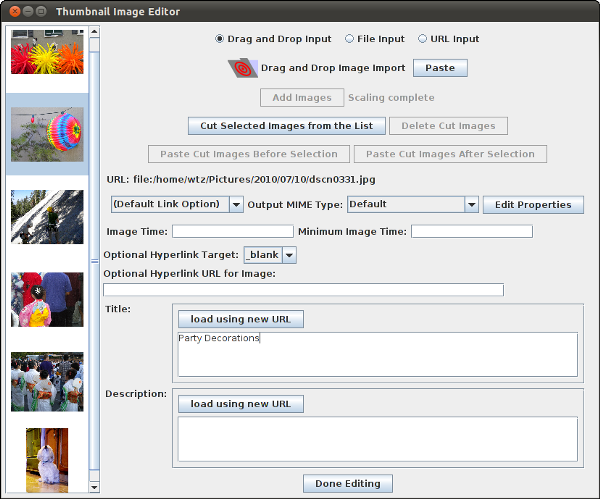 Thumbnail Image Editor
Drag and Drop Input File Input URL Input
Drag and Drop Image Import Paste
Add Images Scaling complete
Cut Selected Images from the List Delete Cut Images
Paste Cut Images Before Selection Paste Cut Images After Selection
URL: file:/home/wtz/Pictures/2010/07/10/dscn0331.jpg
(Default Link Option) Output MIME Type: Default Edit Properties
Image Time: Minimum Image Time:
Optional Hyperlink Target: _blank
Optional Hyperlink URL for Image:
Title:
load using new URL
Party Decorations
Description:
load using new URL
Done Editing